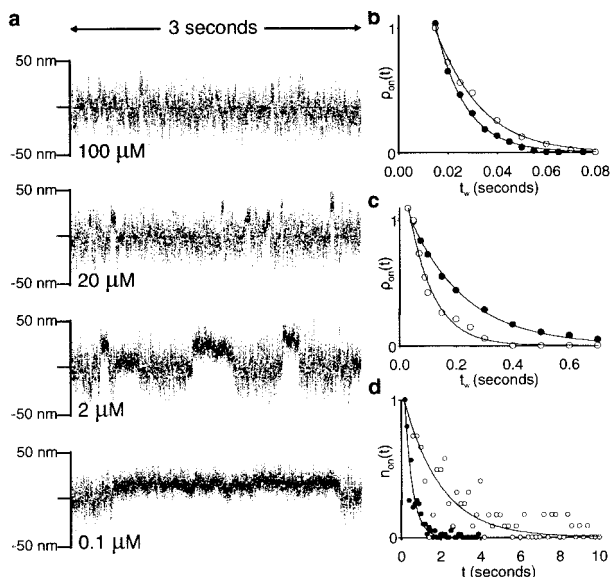 a
3 seconds
50 nm
-50 nm
100 µM
50 nm
-50 nm
20 µM
50 nm
-50 nm
2 µM
50 nm
-50 nm
0.1 µM
b
1
pon(t)
0
0.00 0.02 0.04 0.06 0.08
tw (seconds)
c
1
pon(t)
0
0.0 0.2 0.4 0.6
tw (seconds)
d
1
non(t)
0
0 2 4 6 8 10
t (seconds)